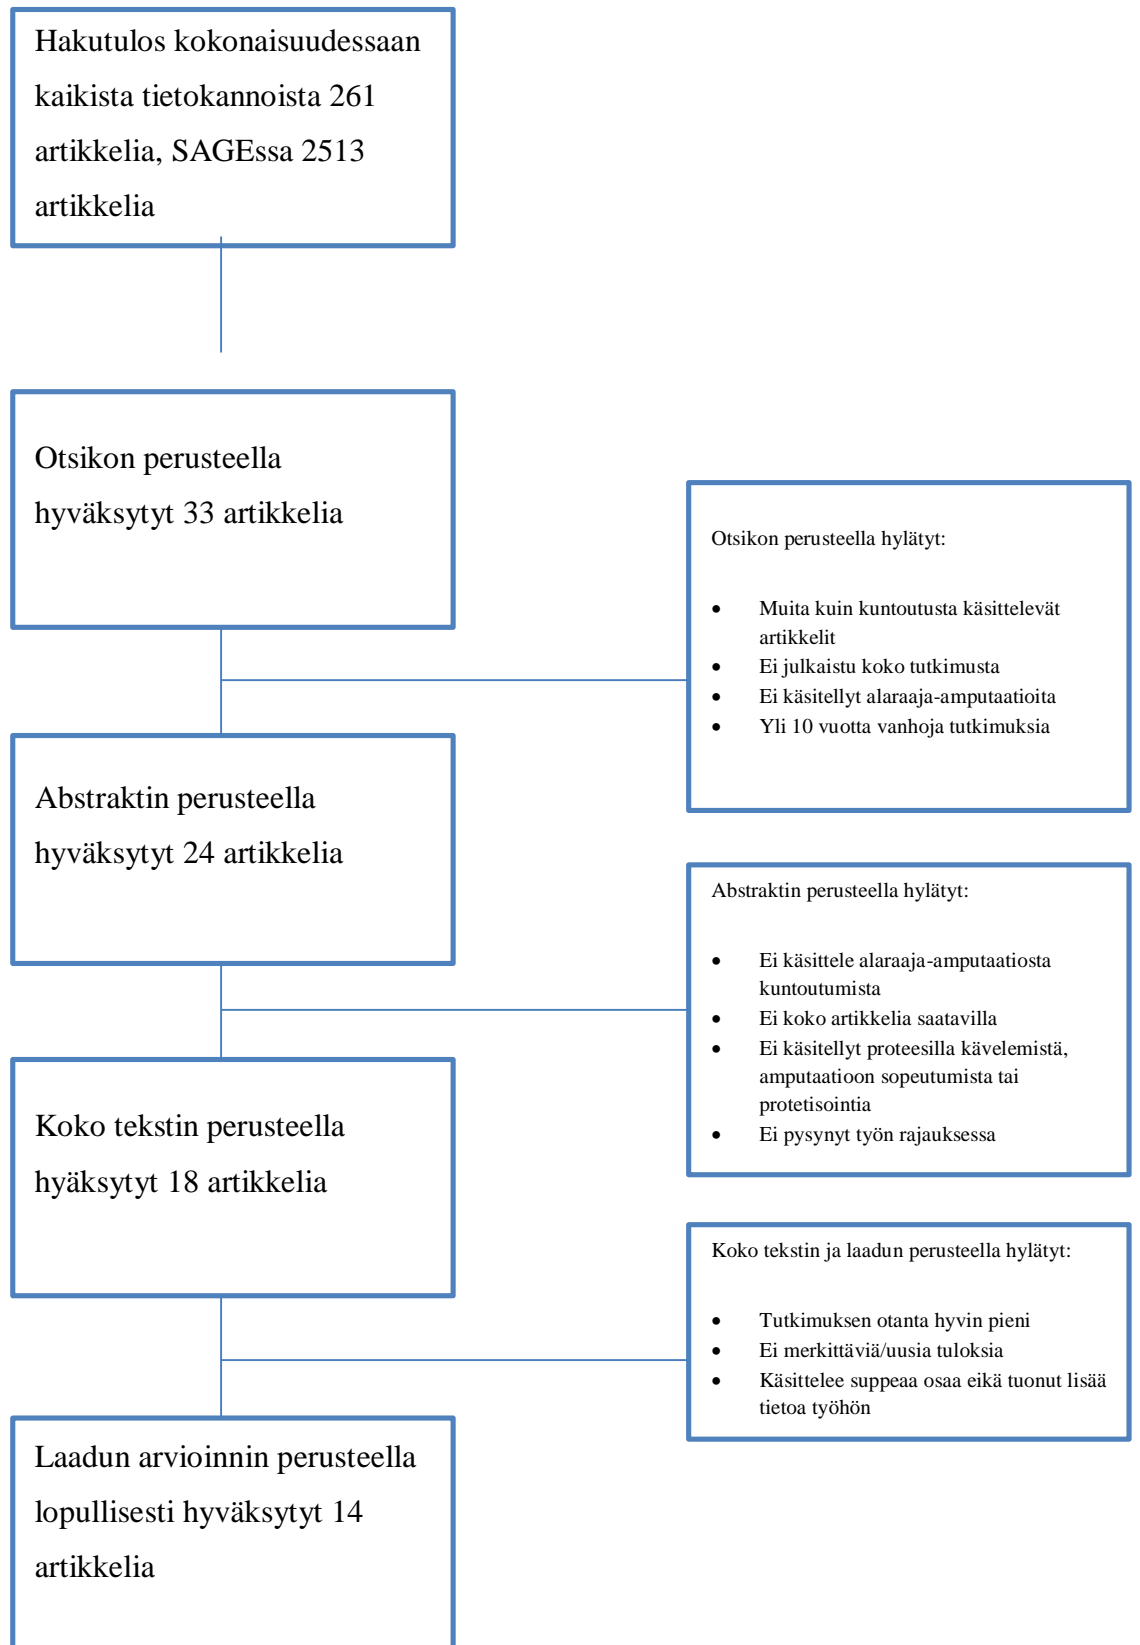 Hakutulos kokonaisuudessaan
kaikista tietokannoista 261
artikkelia, SAGEssa 2513
artikkelia
Otsikon perusteella
hyväksytyt 33 artikkelia
Otsikon perusteella hylätyt:
• Muita kuin kuntoutusta käsittelevät
artikkelit
• Ei julkaistu koko tutkimusta
• Ei käsitellyt alaraaja-amputaatioita
• Yli 10 vuotta vanhoja tutkimuksia
Abstraktin perusteella
hyväksytyt 24 artikkelia
Abstraktin perusteella hylätyt:
• Ei käsittele alaraaja-amputaatiosta
kuntoutumista
• Ei koko artikkelia saatavilla
• Ei käsitellyt proteesilla kävelemistä,
amputaatioon sopeutumista tai
protetisointia
• Ei pysynyt työn rajauksessa
Koko tekstin perusteella
hyäksytyt 18 artikkelia
Koko tekstin ja laadun perusteella hylätyt:
• Tutkimuksen otanta hyvin pieni
• Ei merkittäviä/uusia tuloksia
• Käsittelee suppeaa osaa eikä tuonut lisää
tietoa työhön
Laadun arvioinnin perusteella
lopullisesti hyväksytyt 14
artikkelia